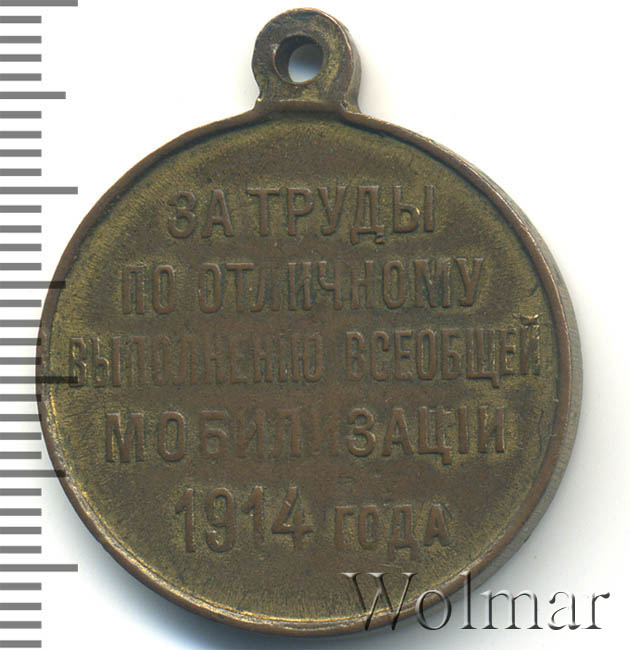 ЗА ТРУДЫ
ПО ОТЛИЧНОМУ
ВЫПОЛНЕНІЮ ВСЕОБЩЕЙ
МОБИЛИЗАЦІИ
1914 ГОДА
Wolmar